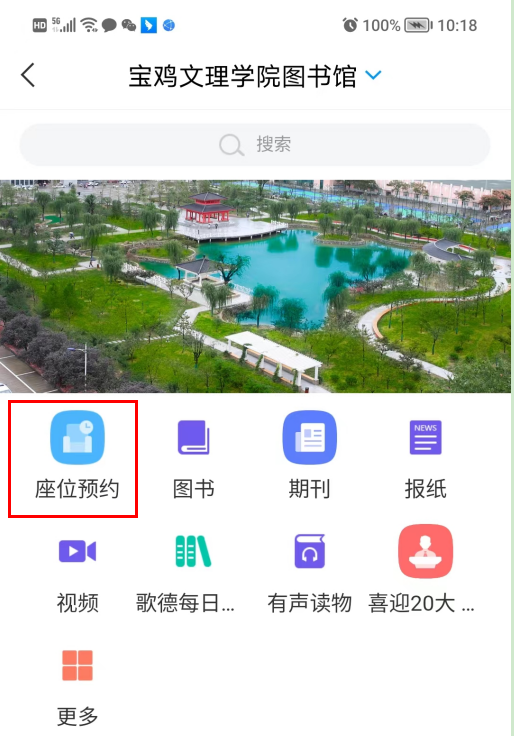 HD 5G 100% 10:18
宝鸡文理学院图书馆
搜索
座位预约 图书 期刊 报纸
NEWS
视频 歌德每日... 有声读物 喜迎20大 ...
更多